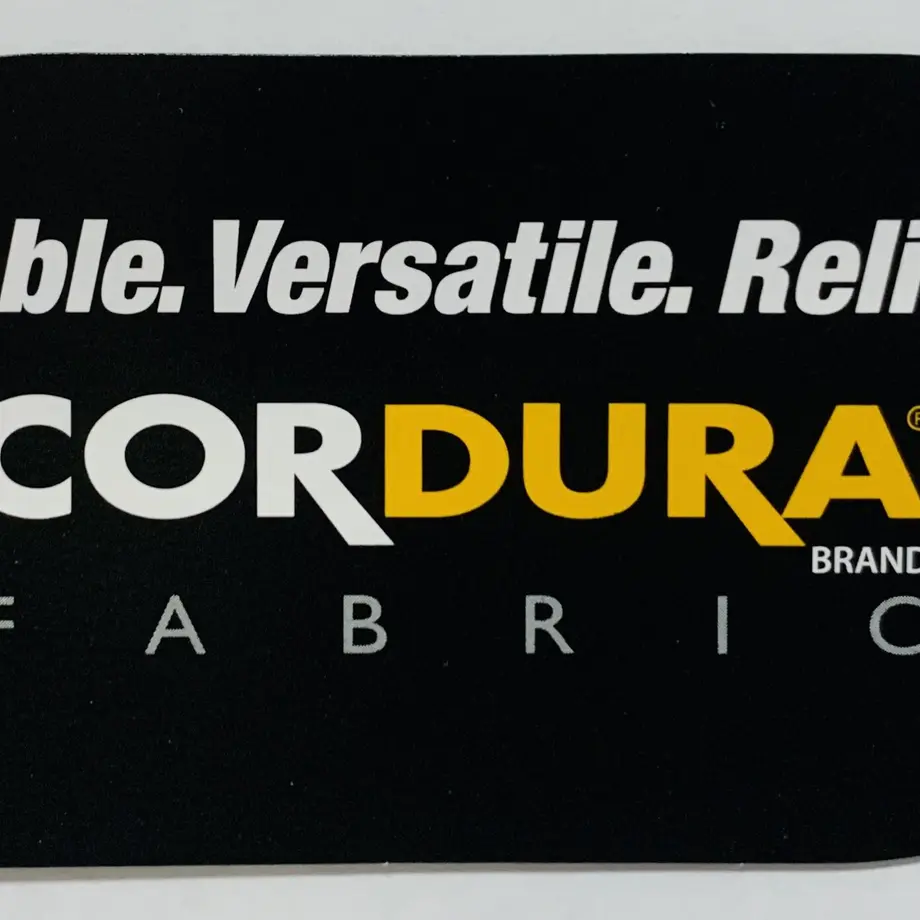 ble. Versatile. Reli
CORDURA®
BRAND
FABRIC